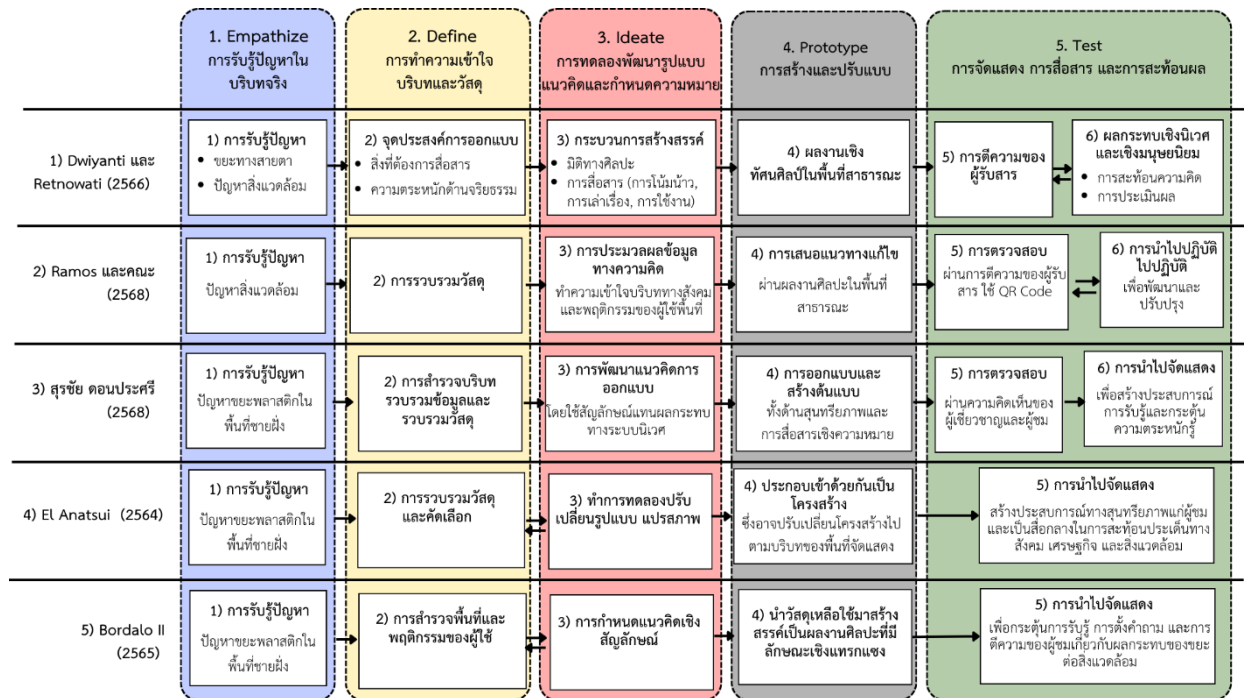 1. Empathize
การรับรู้ปัญหาใน
บริบทจริง
2. Define
การทำความเข้าใจ
บริบทและวัสดุ
3. Ideate
การทดลองพัฒนารูปแบบ
แนวคิดและกำหนดความหมาย
4. Prototype
การสร้างและปรับแบบ
5. Test
การจัดแสดง การสื่อสาร และการสะท้อนผล
1) Dwiyanti และ
Retnowati (2566)
1) การรับรู้ปัญหา
• ขยะทางสายตา
• ปัญหาสิ่งแวดล้อม
2) จุดประสงค์การออกแบบ
• สิ่งที่ต้องการสื่อสาร
• ความตระหนักด้านจริยธรรม
3) กระบวนการสร้างสรรค์
• มิติทางศิลปะ
• การสื่อสาร (การโน้มน้าว,
การเล่าเรื่อง, การใช้งาน)
4) ผลงานเชิง
ทัศนศิลป์ในพื้นที่สาธารณะ
5) การตีความของ
ผู้รับสาร
6) ผลกระทบเชิงนิเวศ
และเชิงมนุษยนิยม
• การสะท้อนความคิด
• การประเมินผล
2) Ramos และคณะ
(2568)
1) การรับรู้ปัญหา
ปัญหาสิ่งแวดล้อม
2) การรวบรวมวัสดุ
3) การประมวลผลข้อมูล
ทางความคิด
ทำความเข้าใจบริบททางสังคม
และพฤติกรรมของผู้ใช้พื้นที่
4) การเสนอแนวทางแก้ไข
ผ่านผลงานศิลปะในพื้นที่
สาธารณะ
5) การตรวจสอบ
ผ่านการตีความของผู้รับ
สาร ใช้ QR Code
6) การนำไปปฏิบัติ
ไปปฏิบัติ
เพื่อพัฒนาและ
ปรับปรุง
3) สุรชัย ดอนประศรี
(2568)
1) การรับรู้ปัญหา
ปัญหาขยะพลาสติกใน
พื้นที่ชายฝั่ง
2) การสำรวจบริบท
รวบรวมข้อมูลและ
รวบรวมวัสดุ
3) การพัฒนาแนวคิดการ
ออกแบบ
โดยใช้สัญลักษณ์แทนผลกระทบ
ทางระบบนิเวศ
4) การออกแบบและ
สร้างต้นแบบ
ทั้งด้านสุนทรียภาพและ
การสื่อสารเชิงความหมาย
5) การตรวจสอบ
ผ่านความคิดเห็นของ
ผู้เชี่ยวชาญและผู้ชม
6) การนำไปจัดแสดง
เพื่อสร้างประสบการณ์
การรับรู้และกระตุ้น
ความตระหนักรู้
4) El Anatsui (2564)
1) การรับรู้ปัญหา
ปัญหาขยะพลาสติกใน
พื้นที่ชายฝั่ง
2) การรวบรวมวัสดุ
และคัดเลือก
3) ทำการทดลองปรับ
เปลี่ยนรูปแบบ แปรสภาพ
4) ประกอบเข้าด้วยกันเป็น
โครงสร้าง
ซึ่งอาจปรับเปลี่ยนโครงสร้างไป
ตามบริบทของพื้นที่จัดแสดง
5) การนำไปจัดแสดง
สร้างประสบการณ์ทางสุนทรียภาพแก่ผู้ชม
และเป็นสื่อกลางในการสะท้อนประเด็นทาง
สังคม เศรษฐกิจ และสิ่งแวดล้อม
5) Bordalo II
(2565)
1) การรับรู้ปัญหา
ปัญหาขยะพลาสติกใน
พื้นที่ชายฝั่ง
2) การสำรวจพื้นที่และ
พฤติกรรมของผู้ใช้
3) การกำหนดแนวคิดเชิง
สัญลักษณ์
4) นำวัสดุเหลือใช้มาสร้าง
สรรค์เป็นผลงานศิลปะที่มี
ลักษณะเชิงแทรกแซง
5) การนำไปจัดแสดง
เพื่อกระตุ้นการรับรู้ การตั้งคำถาม และการ
ตีความของผู้ชมเกี่ยวกับผลกระทบของขยะ
ต่อสิ่งแวดล้อม